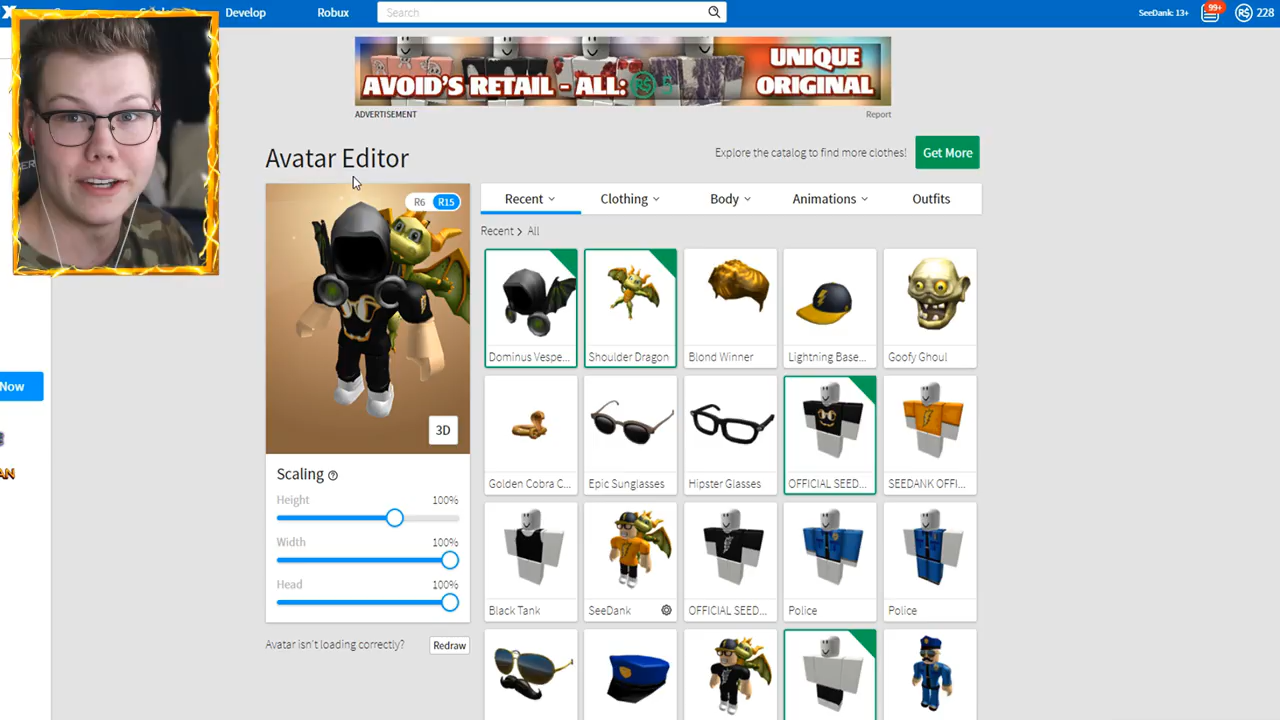 Develop
Robux
Search
SeeDank: 13+
99+
228
AVOID'S RETAIL - ALL: R$ 5
UNIQUE
ORIGINAL
ADVERTISEMENT
Report
Avatar Editor
Explore the catalog to find more clothes!
Get More
R6
R15
Recent
Clothing
Body
Animations
Outfits
Recent > All
Dominus Vespe...
Shoulder Dragon
Blond Winner
Lightning Base...
Goofy Ghoul
3D
Golden Cobra C...
Epic Sunglasses
Hipster Glasses
OFFICIAL SEED...
SEEDANK OFFI...
Scaling
Height
100%
Width
100%
Head
100%
Black Tank
SeeDank
OFFICIAL SEED...
Police
Police
Avatar isn't loading correctly?
Redraw
Now
AN